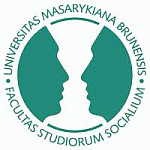 UNIVERSITAS MASARYKIANA BRUNENSIS
FACULTAS STUDIORUM SOCIALIUM